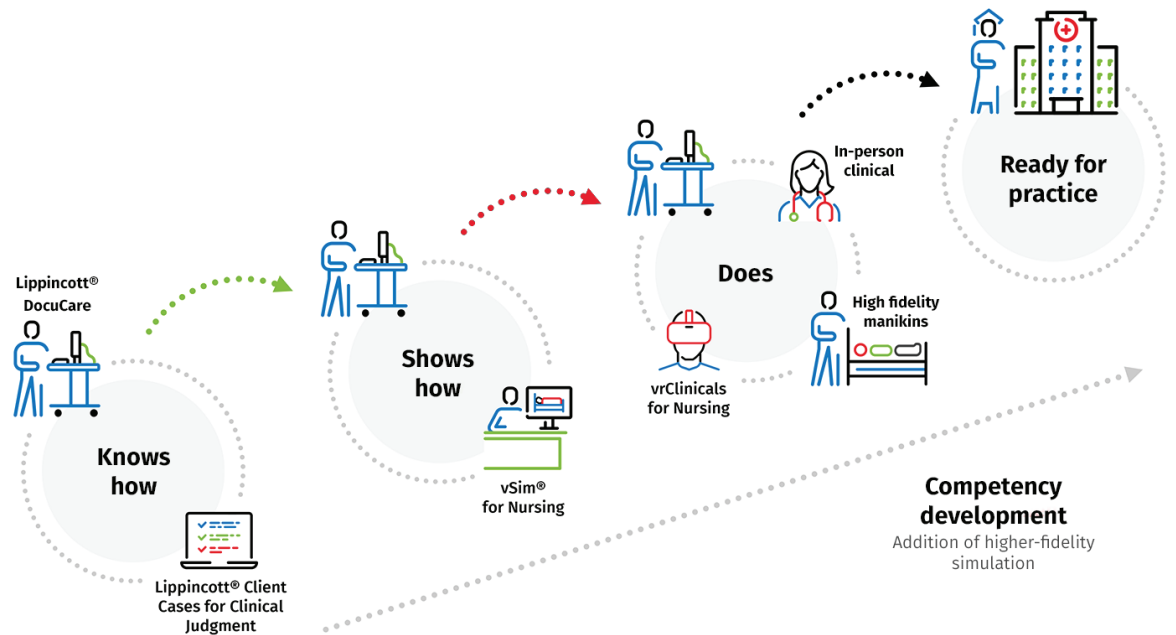 Lippincott®
DocuCare
Knows
how
Lippincott® Client
Cases for Clinical
Judgment
Shows
how
vSim®
for Nursing
In-person
clinical
Does
High fidelity
manikins
vrClinicals
for Nursing
Ready for
practice
Competency
development
Addition of higher-fidelity
simulation